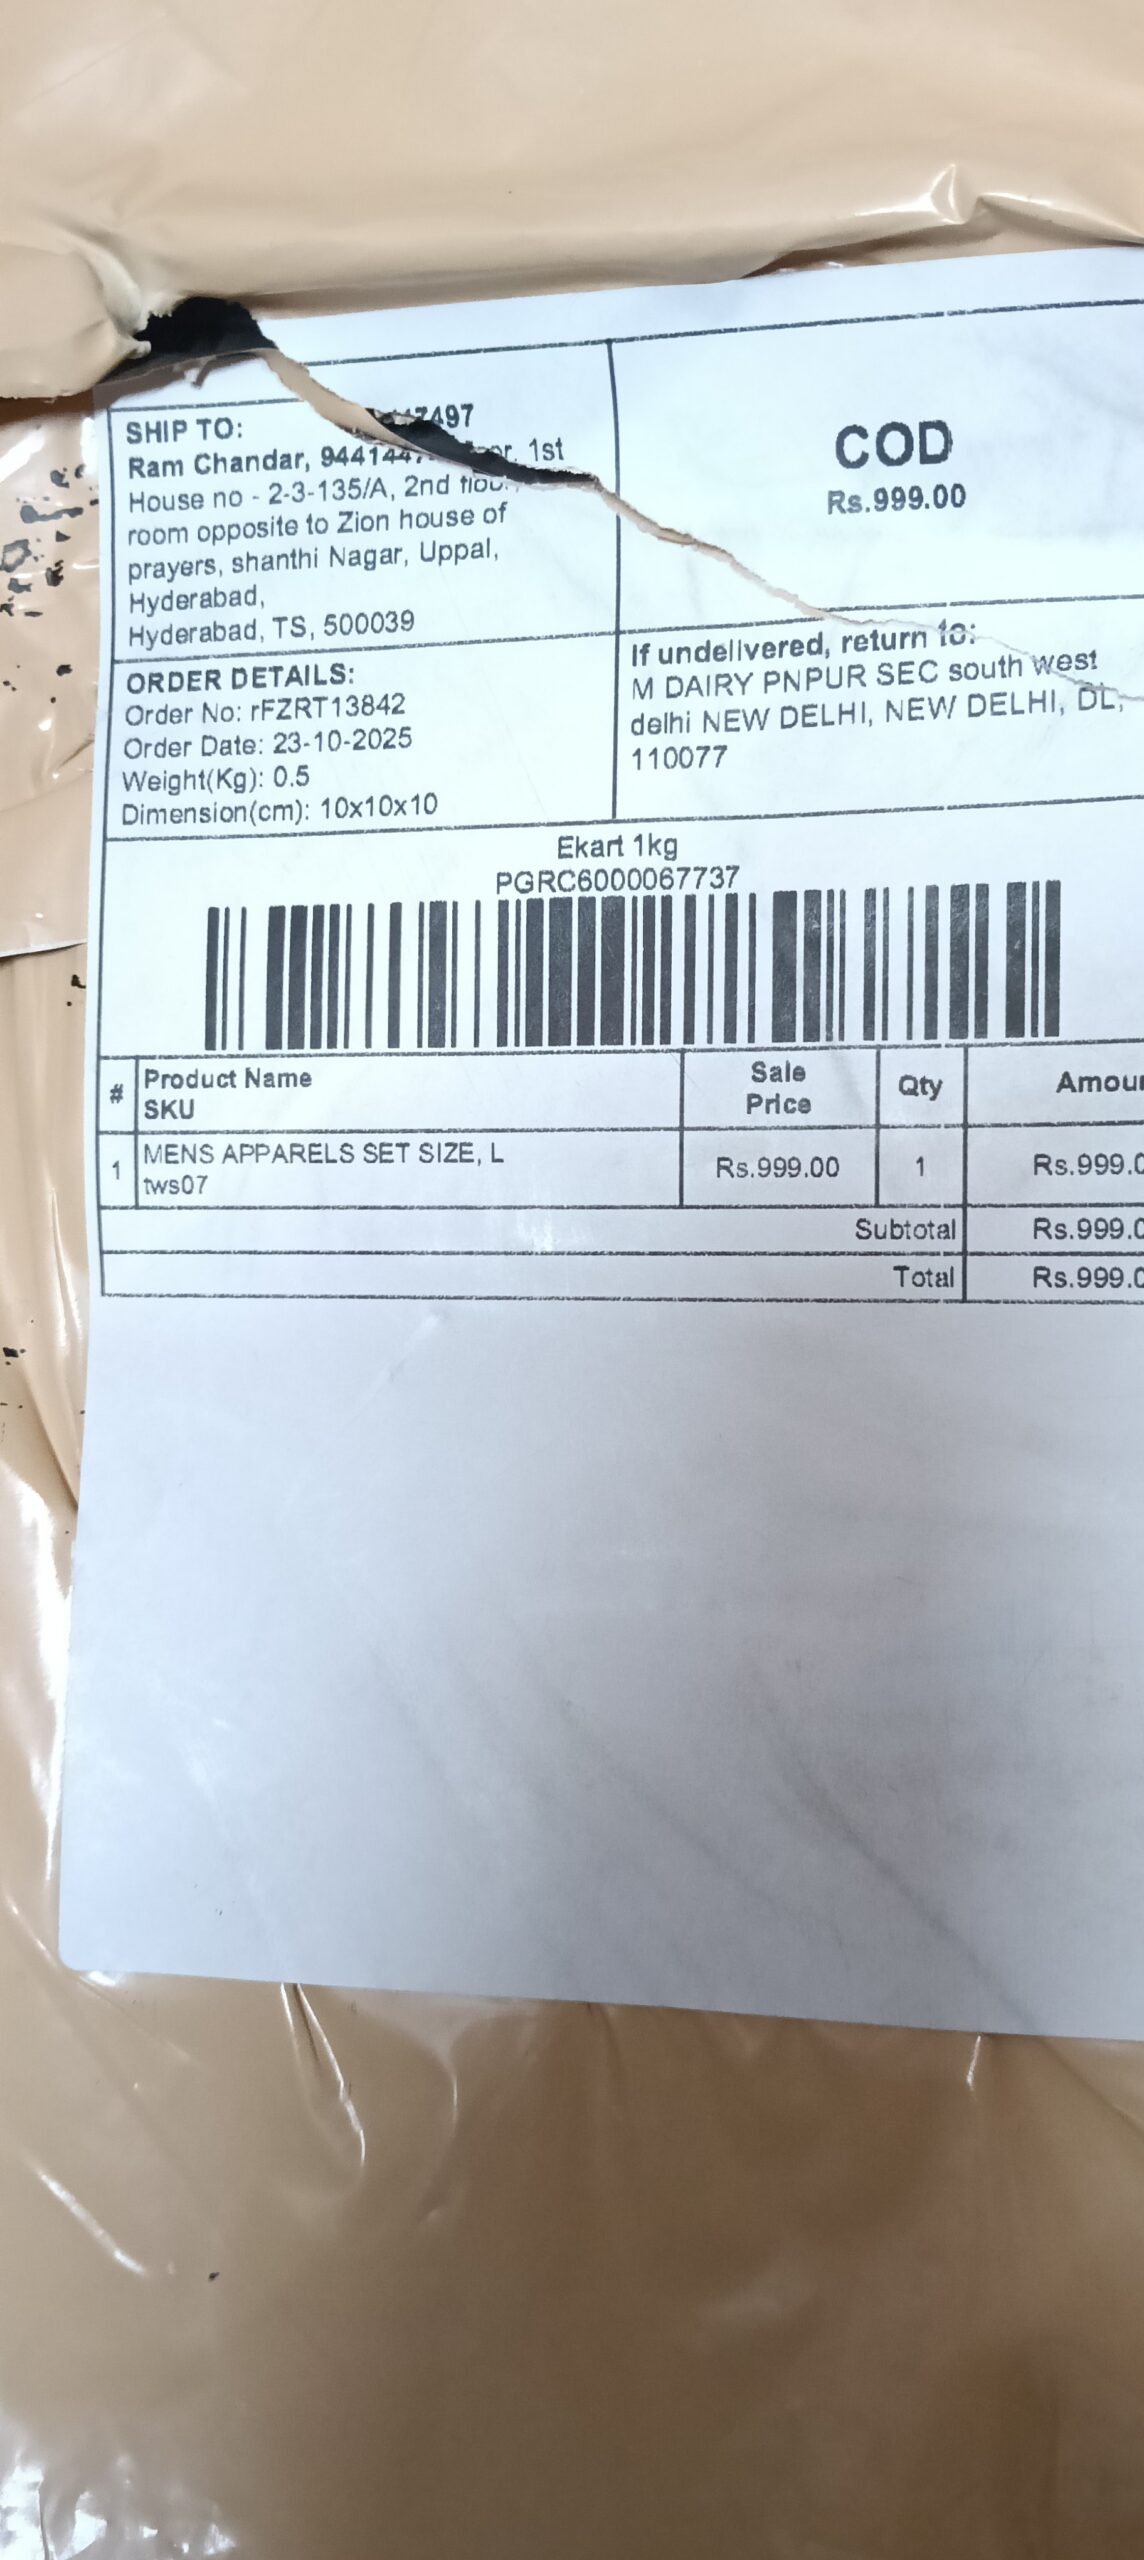 SHIP TO:
Ram Chandar,
House no - 2-3-135/A, 2nd 1st
room opposite to Zion house of
prayers, shanthi Nagar, Uppal,
Hyderabad,
Hyderabad, TS, 500039
COD
Rs.999.00
ORDER DETAILS:
Order No: rFZRT13842
Order Date: 23-10-2025
Weight(Kg): 0.5
Dimension(cm): 10x10x10
If undelivered, return to:
M DAIRY PNPUR SEC south west
delhi NEW DELHI, NEW DELHI, DL,
110077
Ekart 1kg
PGRC6000067737
# Product Name SKU Sale Price Qty
1 MENS APPARELS SET SIZE, L tws07 Rs.999.00 1
Subtotal
Total